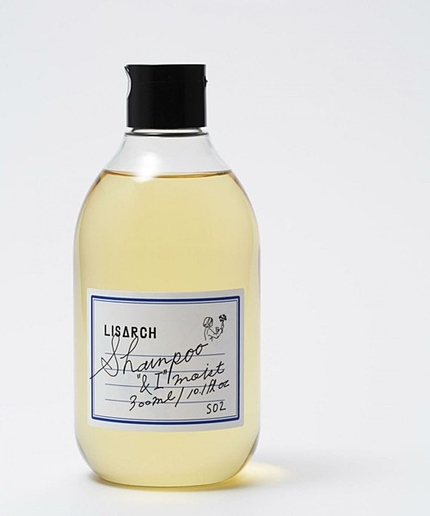 LISARCH
Shampoo
"& I" moist
300ml/10.1fl oz
S02